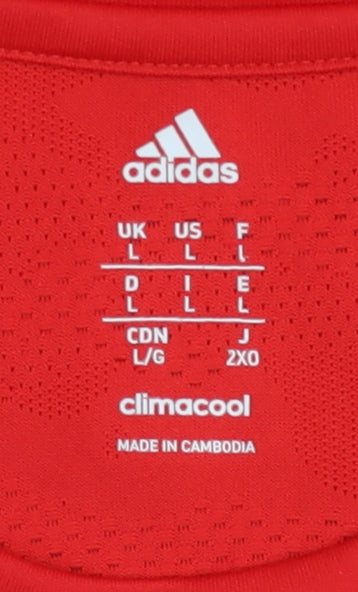 adidas
UK US F
L L L
D I E
L L L
CDN J
L/G 2XO
climacool
MADE IN CAMBODIA